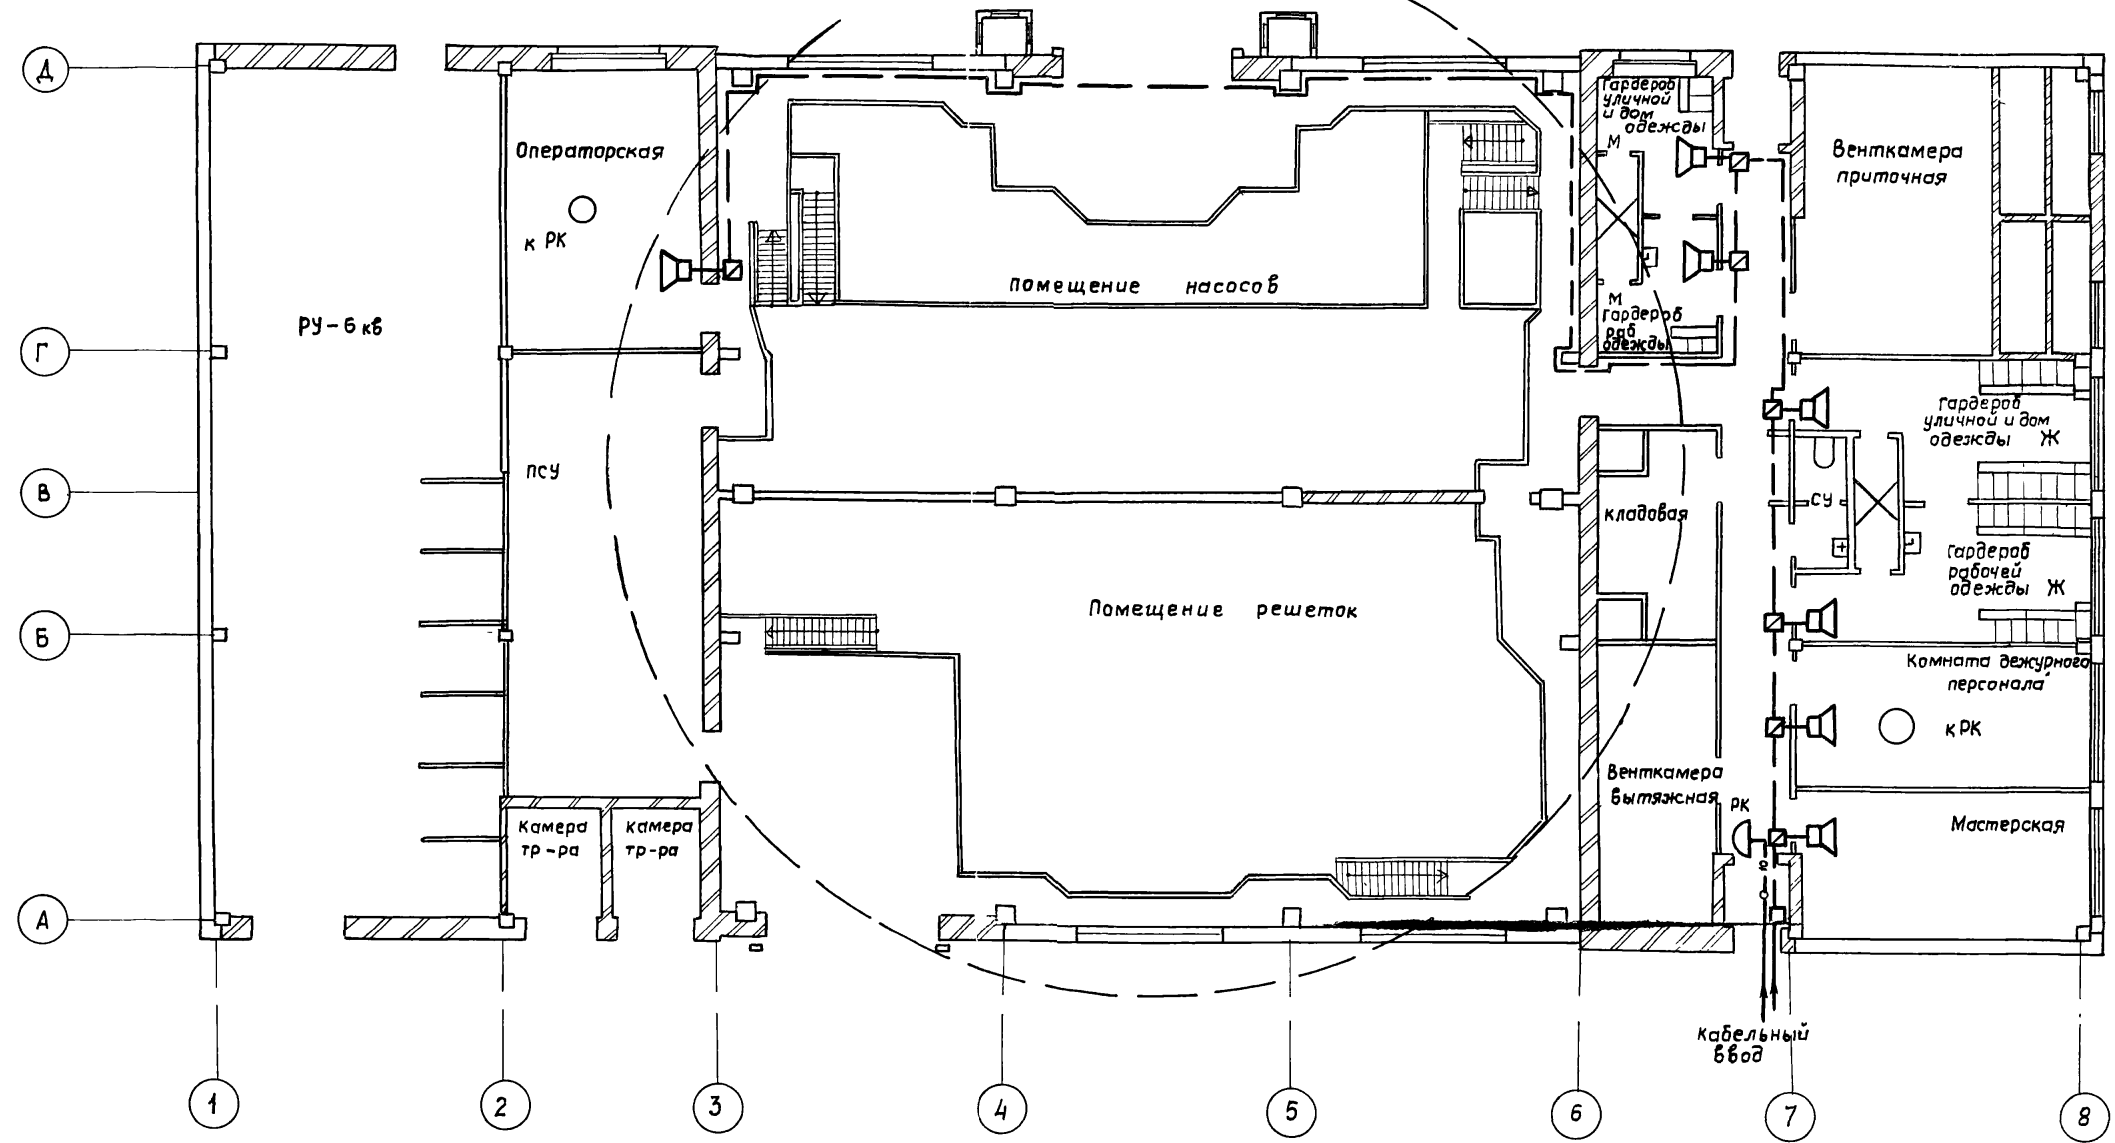 Д
Г
В
Б
А
РУ-6 кв
Операторская
к РК
ПСУ
камера
тр-ра
камера
тр-ра
помещение насосов
Помещение решеток
Гардероб
уличной
и дом
одежды
М
М
Гардероб
раб
одежды
кладовая
Венткамера
вытяжная
РК
Венткамера
приточная
Гардероб
уличной и дом
одежды Ж
СУ
Гардероб
рабочей
одежды Ж
Комната дежурного
персонала
к РК
Мастерская
Кабельный
ввод
1
2
3
4
5
6
7
8